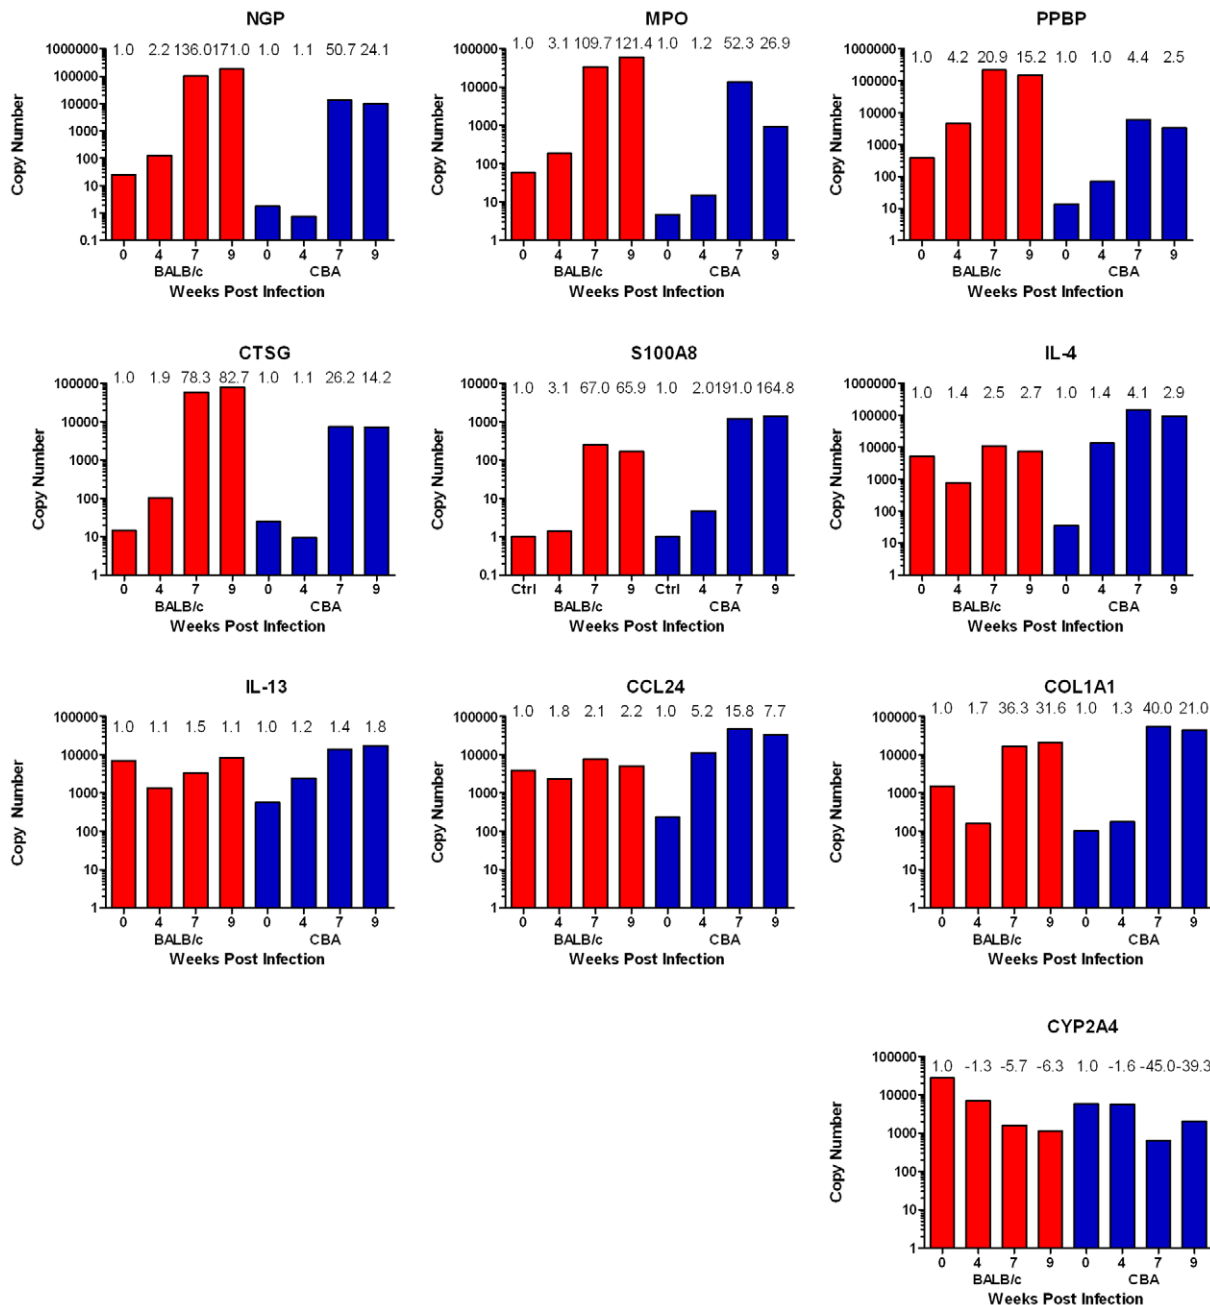 NGP
1.0 2.2 136.0 171.0 1.0 1.1 50.7 24.1
1000000
100000
10000
1000
100
10
1
0.1
Copy Number
0 4 7 9 0 4 7 9
BALB/c CBA
Weeks Post Infection
MPO
1.0 3.1 109.7 121.4 1.0 1.2 52.3 26.9
100000
10000
1000
100
10
1
Copy Number
0 4 7 9 0 4 7 9
BALB/c CBA
Weeks Post Infection
PPBP
1.0 4.2 20.9 15.2 1.0 1.0 4.4 2.5
1000000
100000
10000
1000
100
10
1
Copy Number
0 4 7 9 0 4 7 9
BALB/c CBA
Weeks Post Infection
CTSG
1.0 1.9 78.3 82.7 1.0 1.1 26.2 14.2
100000
10000
1000
100
10
1
Copy Number
0 4 7 9 0 4 7 9
BALB/c CBA
Weeks Post Infection
S100A8
1.0 3.1 67.0 65.9 1.0 2.0 191.0 164.8
10000
1000
100
10
1
0.1
Copy Number
Ctrl 4 7 9 Ctrl 4 7 9
BALB/c CBA
Weeks Post Infection
IL-4
1.0 1.4 2.5 2.7 1.0 1.4 4.1 2.9
1000000
100000
10000
1000
100
10
1
Copy Number
0 4 7 9 0 4 7 9
BALB/c CBA
Weeks Post Infection
IL-13
1.0 1.1 1.5 1.1 1.0 1.2 1.4 1.8
100000
10000
1000
100
10
1
Copy Number
0 4 7 9 0 4 7 9
BALB/c CBA
Weeks Post Infection
CCL24
1.0 1.8 2.1 2.2 1.0 5.2 15.8 7.7
100000
10000
1000
100
10
1
Copy Number
0 4 7 9 0 4 7 9
BALB/c CBA
Weeks Post Infection
COL1A1
1.0 1.7 36.3 31.6 1.0 1.3 40.0 21.0
100000
10000
1000
100
10
1
Copy Number
0 4 7 9 0 4 7 9
BALB/c CBA
Weeks Post Infection
CYP2A4
1.0 -1.3 -5.7 -6.3 1.0 -1.6 -45.0 -39.3
100000
10000
1000
100
10
1
Copy Number
0 4 7 9 0 4 7 9
BALB/c CBA
Weeks Post Infection